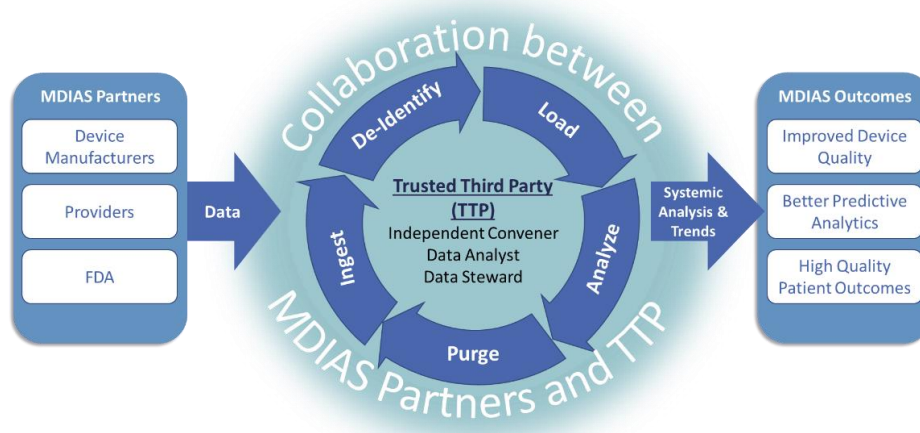 MDIAS Partners
Device
Manufacturers
Providers
FDA
Data
Collaboration between
MDIAS Partners and TTP
Ingest
De-Identify
Load
Analyze
Purge
Trusted Third Party
(TTP)
Independent Convener
Data Analyst
Data Steward
Systemic
Analysis &
Trends
MDIAS Outcomes
Improved Device
Quality
Better Predictive
Analytics
High Quality
Patient Outcomes